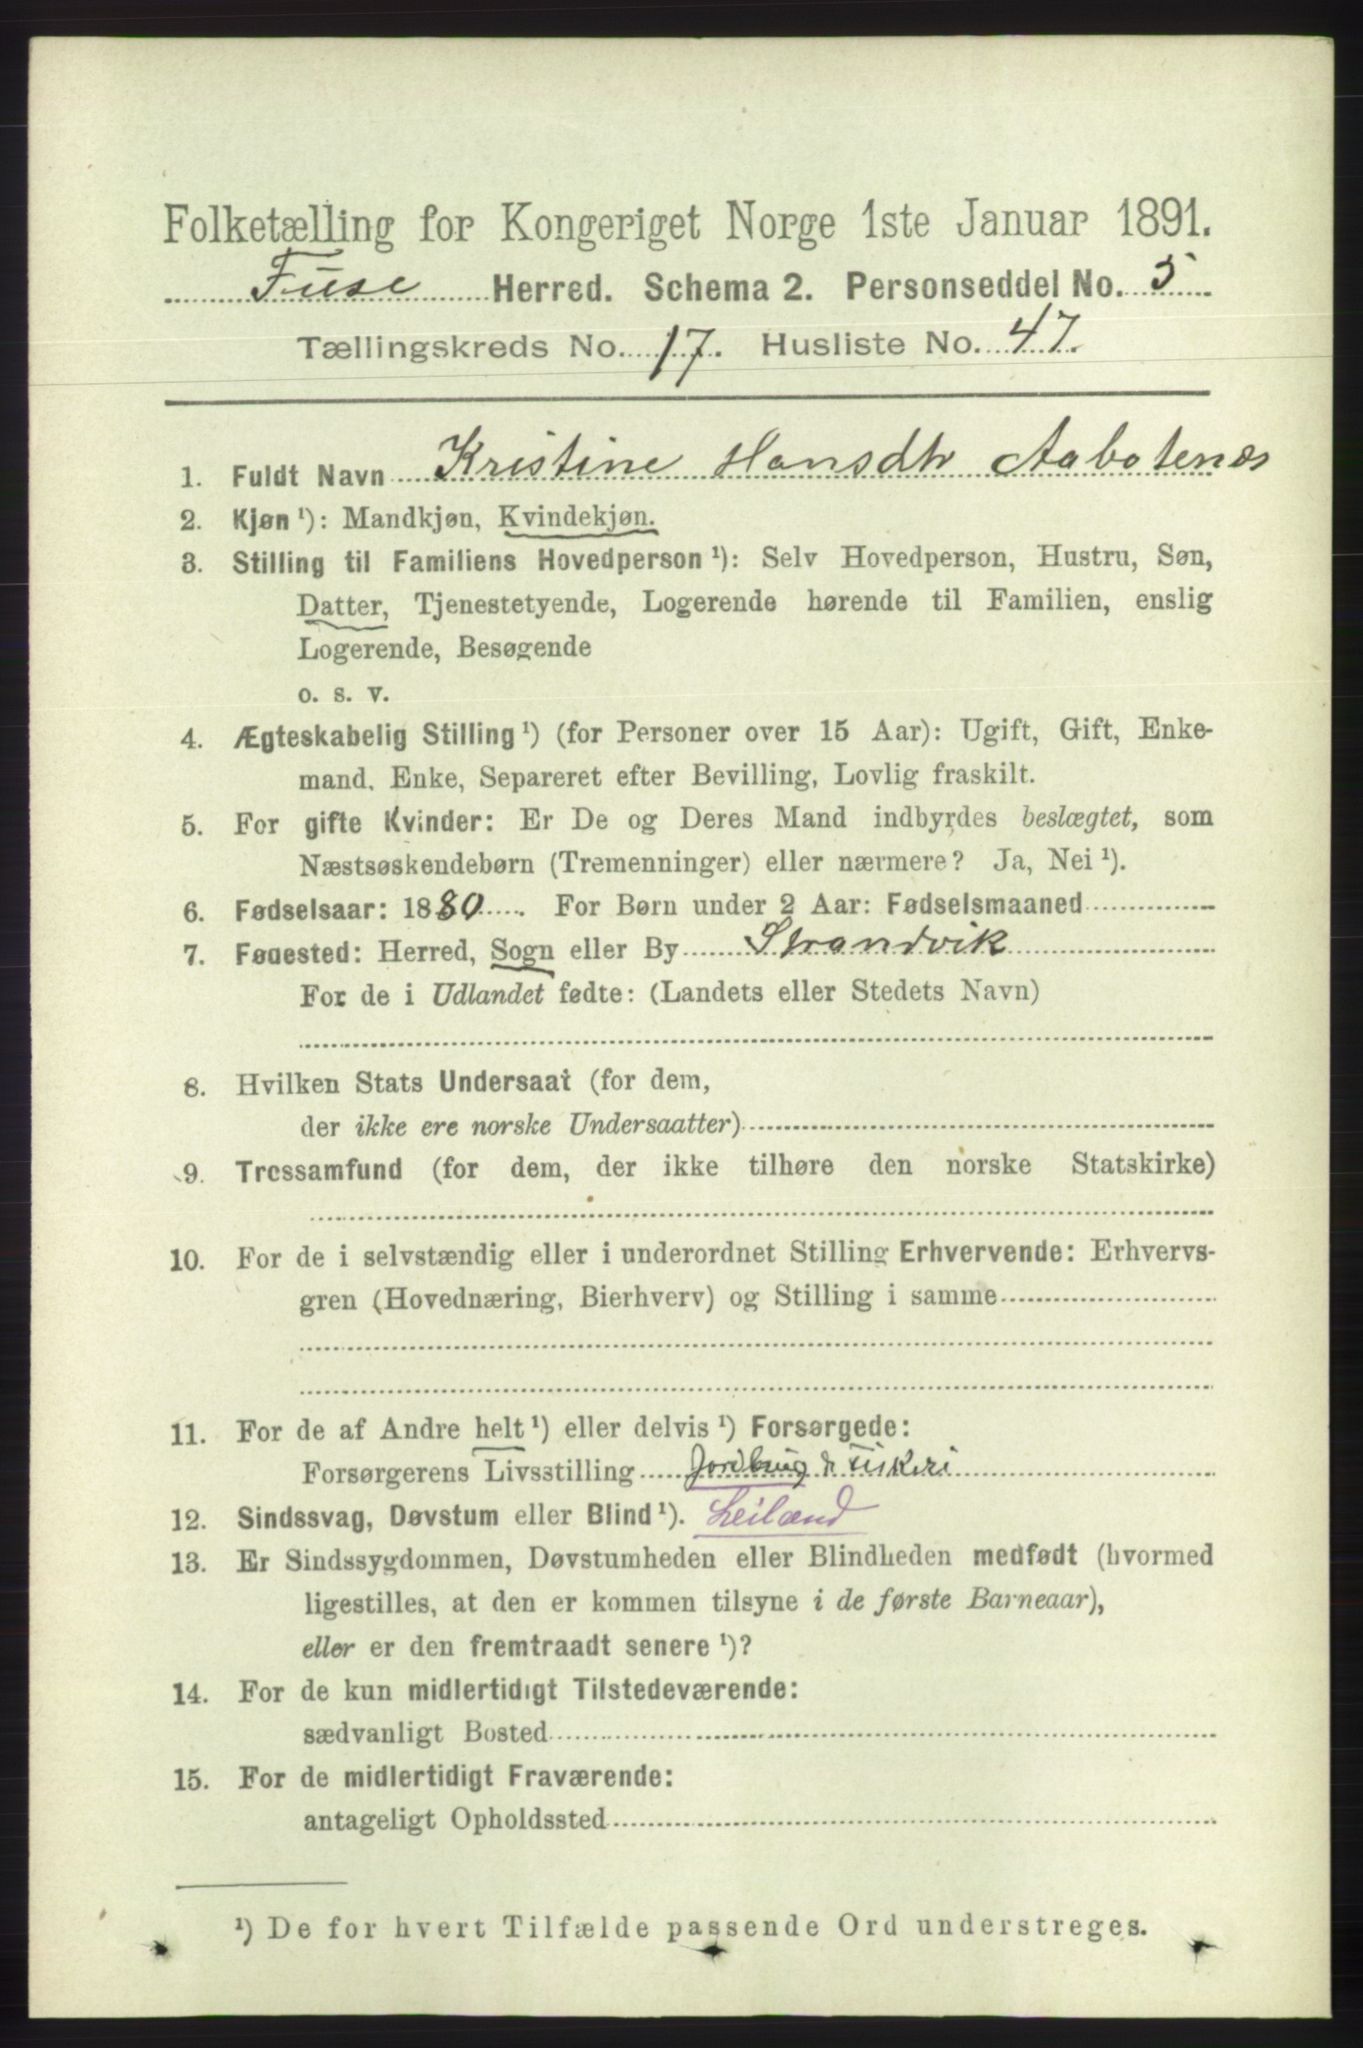 Folketælling for Kongeriget Norge 1ste Januar 1891.
Fuse Herred. Schema 2. Personseddel No. 5
Tællingskreds No. 17. Husliste No. 47.
1. Fuldt Navn Kristine Hansdtr Aabotenæs
2. Kjøn ¹): Mandkjøn, Kvindekjøn.
3. Stilling til Familiens Hovedperson ¹): Selv Hovedperson, Hustru, Søn,
Datter, Tjenestetyende, Logerende hørende til Familien, enslig
Logerende, Besøgende
o. s. v.
4. Ægteskabelig Stilling ¹) (for Personer over 15 Aar): Ugift, Gift, Enke-
mand, Enke, Separeret efter Bevilling, Lovlig fraskilt.
5. For gifte Kvinder: Er De og Deres Mand indbyrdes beslægtet, som
Næstsøskendebørn (Tremenninger) eller nærmere? Ja, Nei ¹).
6. Fødselsaar: 1880. For Børn under 2 Aar: Fødselsmaaned
7. Fødested: Herred, Sogn eller By Strandvik
For de i Udlandet fødte: (Landets eller Stedets Navn)
8. Hvilken Stats Undersaat (for dem,
der ikke ere norske Undersaatter)
9. Trossamfund (for dem, der ikke tilhøre den norske Statskirke)
10. For de i selvstændig eller i underordnet Stilling Erhvervende: Erhvervs-
gren (Hovednæring, Bierhverv) og Stilling i samme
11. For de af Andre helt ¹) eller delvis ¹) Forsørgede:
Forsørgerens Livsstilling Jordbrug & Fiskeri
12. Sindssvag, Døvstum eller Blind ¹). Leilænd
13. Er Sindssygdommen, Døvstumheden eller Blindheden medfødt (hvormed
ligestilles, at den er kommen tilsyne i de første Barneaar),
eller er den fremtraadt senere ¹)?
14. For de kun midlertidigt Tilstedeværende:
sædvanligt Bosted
15. For de midlertidigt Fraværende:
antageligt Opholdssted
¹) De for hvert Tilfælde passende Ord understreges.